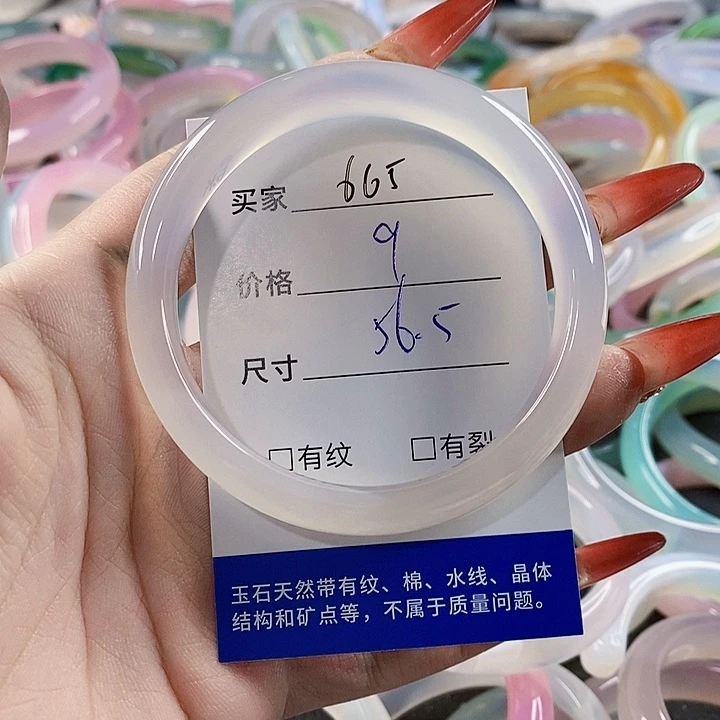 买家 665
价格 9
尺寸 56.5
□有纹 □有裂
玉石天然带有纹、棉、水线、晶体
结构和矿点等，不属于质量问题。